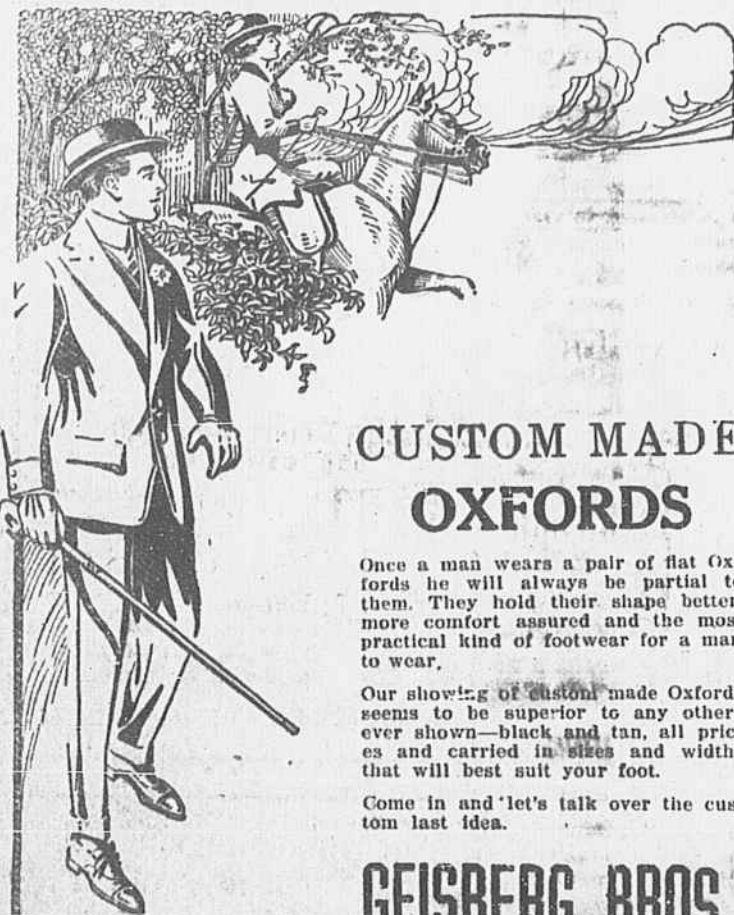 CUSTOM MADE
OXFORDS
Once a man wears a pair of flat Ox
fords he will always be partial to
them. They hold their shape better
more comfort assured and the mos
practical kind of footwear for a man
to wear.
Our showing of custom made Oxford
seems to be superior to any other
ever shown—black and tan, all pric
es and carried in sizes and width
that will best suit your foot.
Come in and let's talk over the cus
tom last idea.
GEISBERG BROS